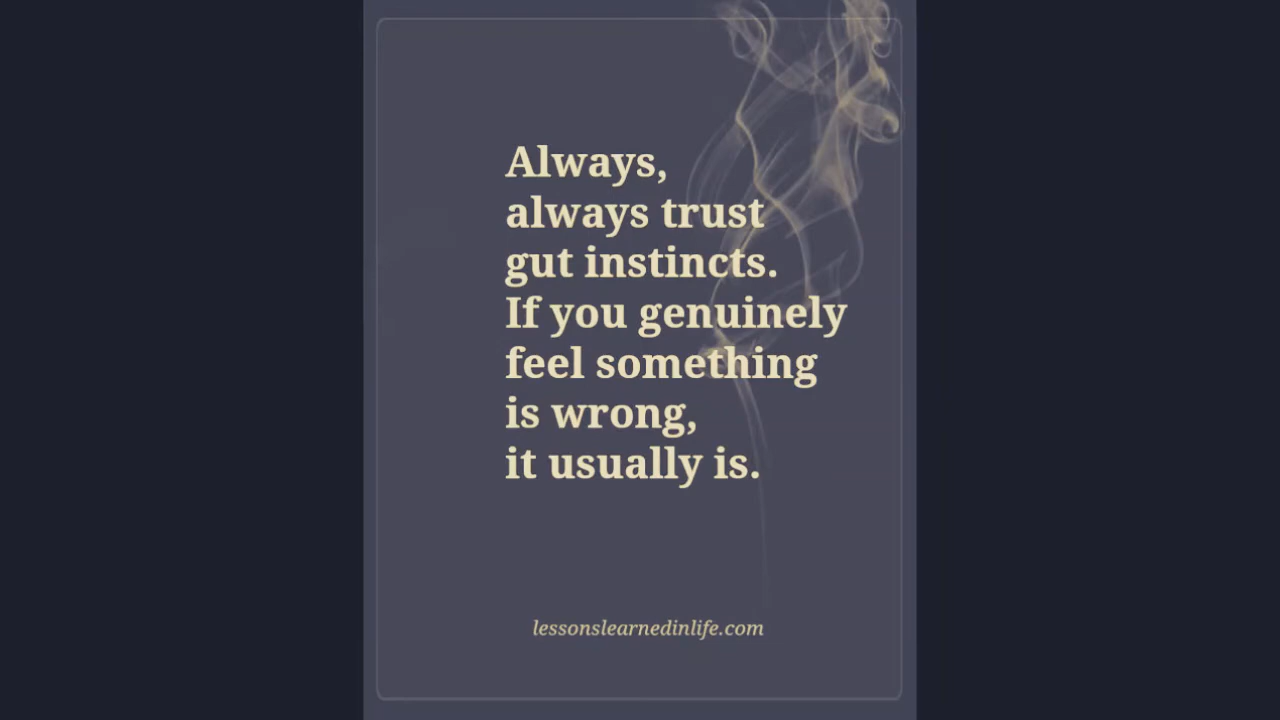 Always,
always trust
gut instincts.
If you genuinely
feel something
is wrong,
it usually is.
lessonslearnedinlife.com